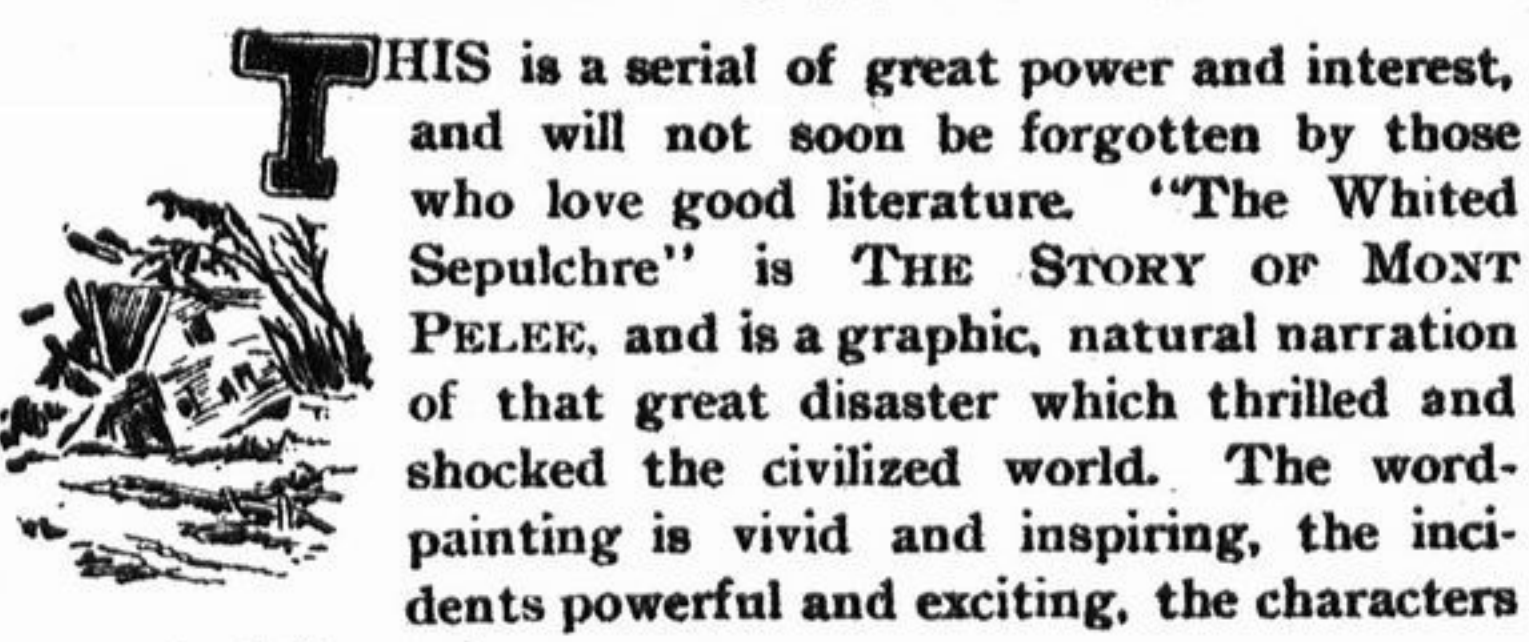 THIS is a serial of great power and interest,
and will not soon be forgotten by those
who love good literature. "The Whited
Sepulchre" is THE STORY OF MONT
PELEE, and is a graphic, natural narration
of that great disaster which thrilled and
shocked the civilized world. The word-
painting is vivid and inspiring, the inci-
dents powerful and exciting, the characters